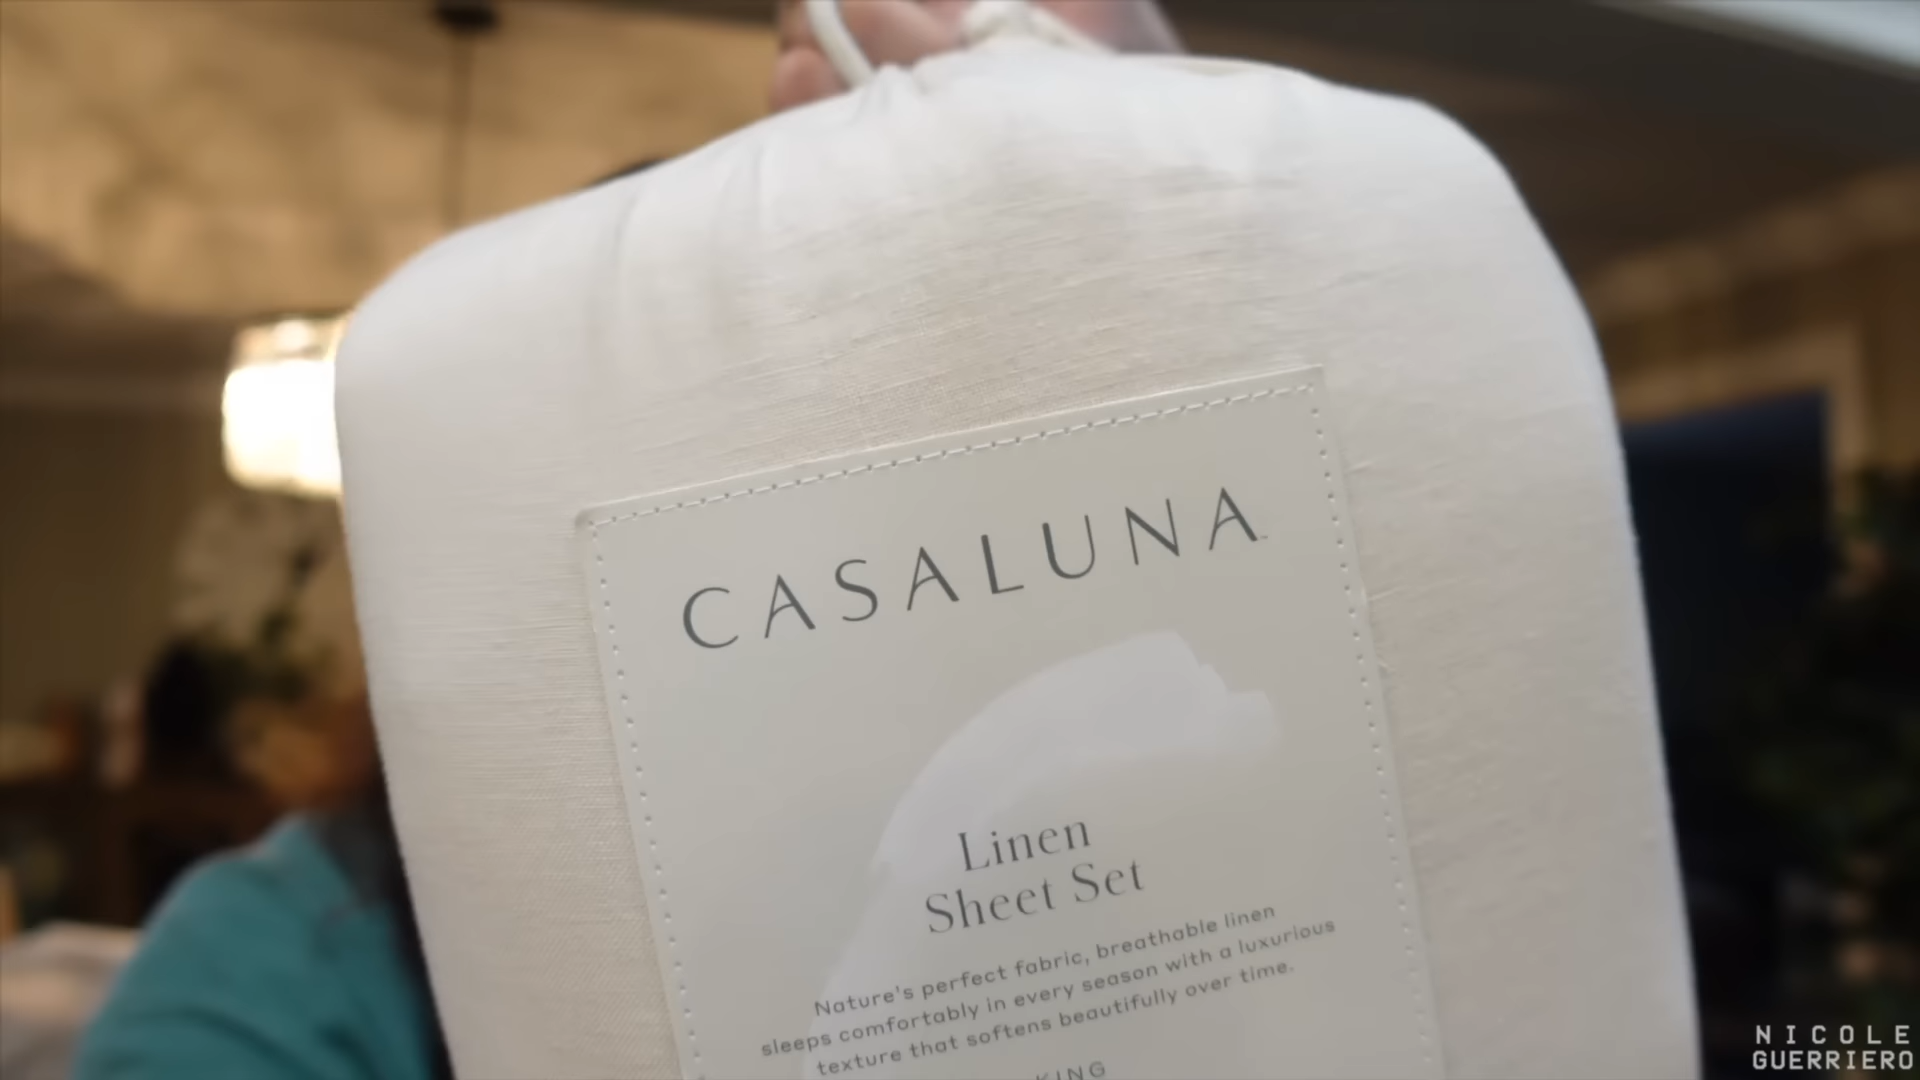 CASALUNA
Linen
Sheet Set
Nature's perfect fabric, breathable linen
sleeps comfortably in every season with a luxurious
texture that softens beautifully over time.
KING
NICOLE
GUERRIERO